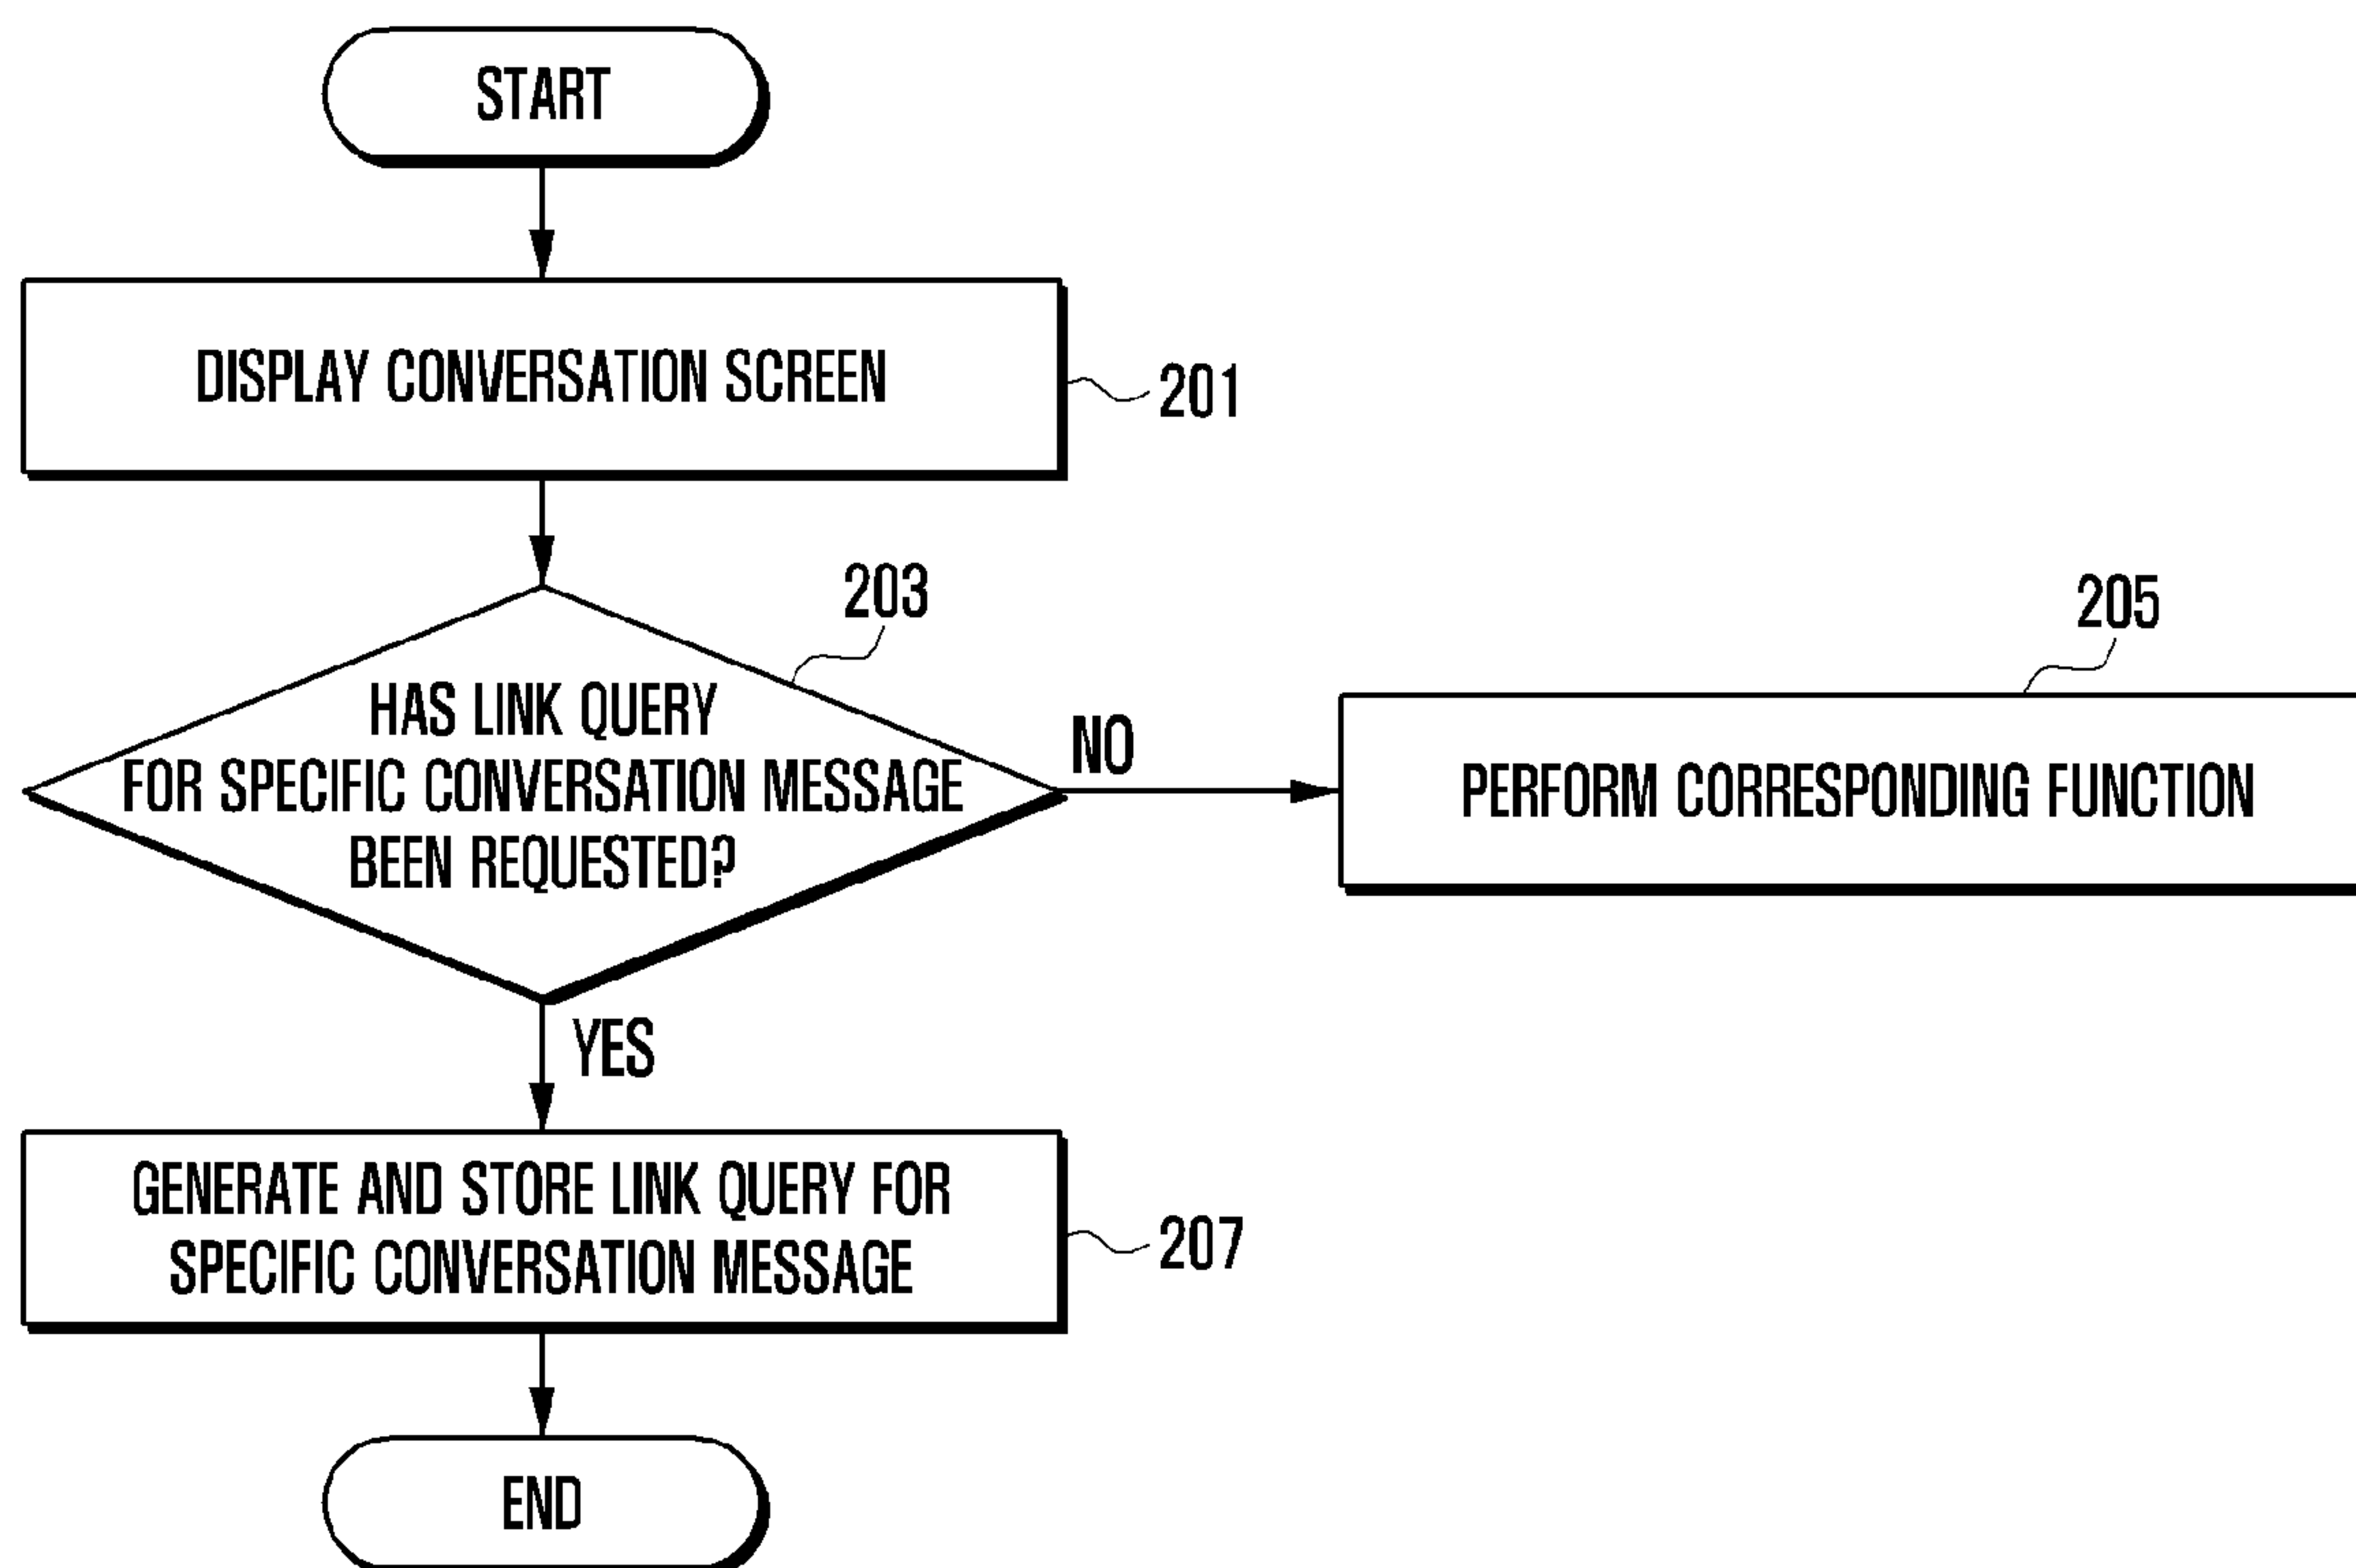 START
DISPLAY CONVERSATION SCREEN
201
203
HAS LINK QUERY
FOR SPECIFIC CONVERSATION MESSAGE
BEEN REQUESTED?
NO
205
PERFORM CORRESPONDING FUNCTION
YES
GENERATE AND STORE LINK QUERY FOR
SPECIFIC CONVERSATION MESSAGE
207
END